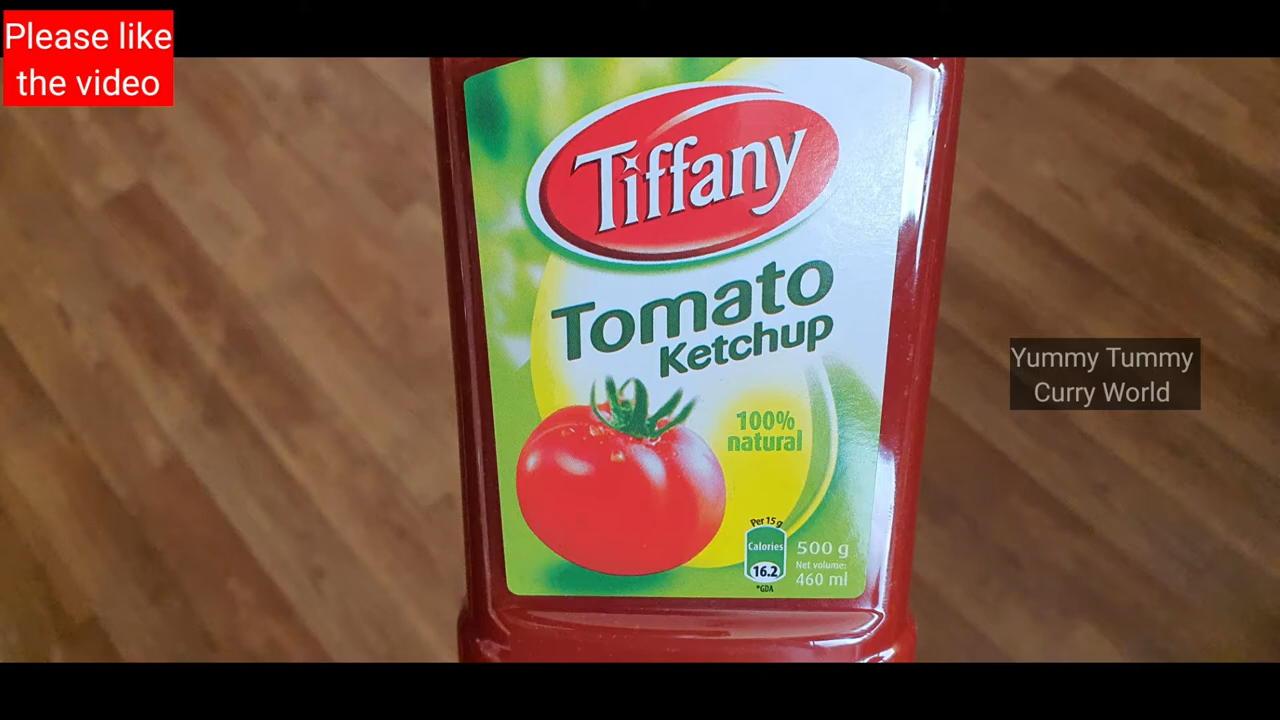 Please like
the video
Tiffany
Tomato
Ketchup
100%
natural
Per 15 g
Calories
16.2
*GDA
500 g
Net volume:
460 ml
Yummy Tummy
Curry World